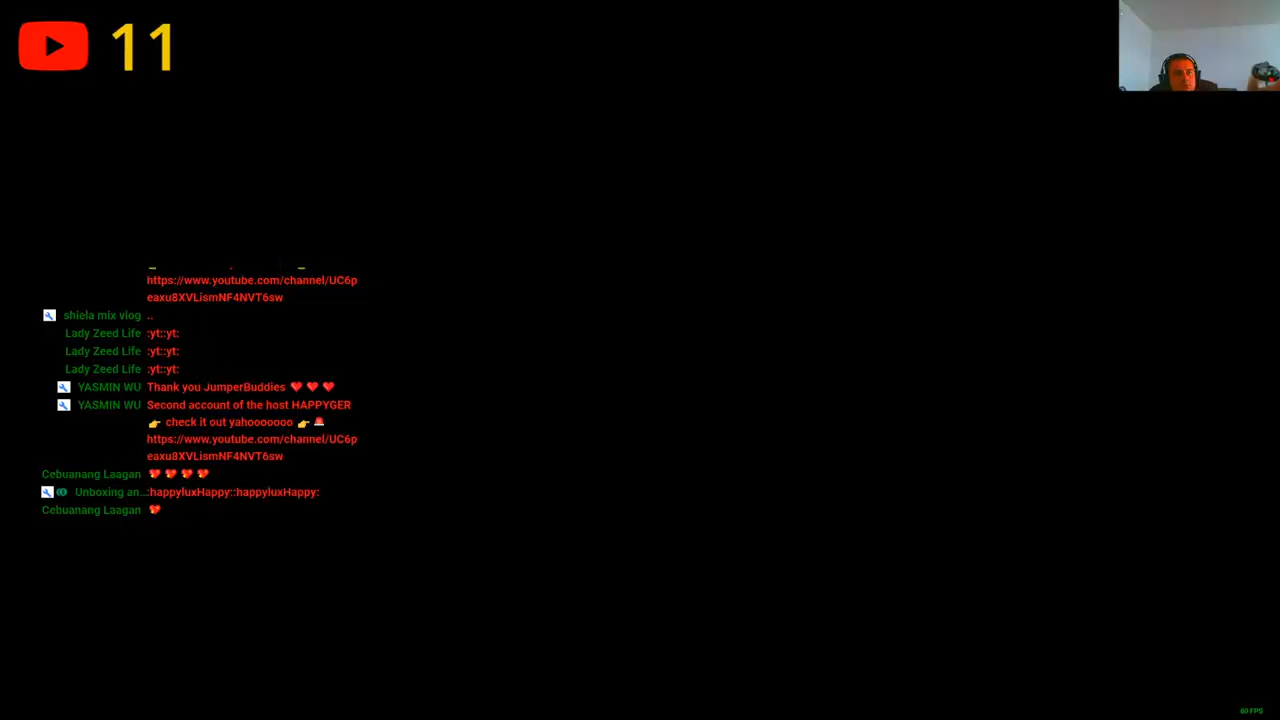 11
https://www.youtube.com/channel/UC6p
eaxu8XVLismNF4NVT6sw
shiela mix vlog ..
Lady Zeed Life :yt::yt:
Lady Zeed Life :yt::yt:
Lady Zeed Life :yt::yt:
YASMIN WU Thank you JumperBuddies ❤️ ❤️ ❤️
YASMIN WU Second account of the host HAPPYGER
👉 check it out yahooooooo 👉 🚨
https://www.youtube.com/channel/UC6p
eaxu8XVLismNF4NVT6sw
Cebuanang Laagan 💖 💖 💖 💖
Unboxing an... :happyluxHappy::happyluxHappy:
Cebuanang Laagan 💖
60 FPS